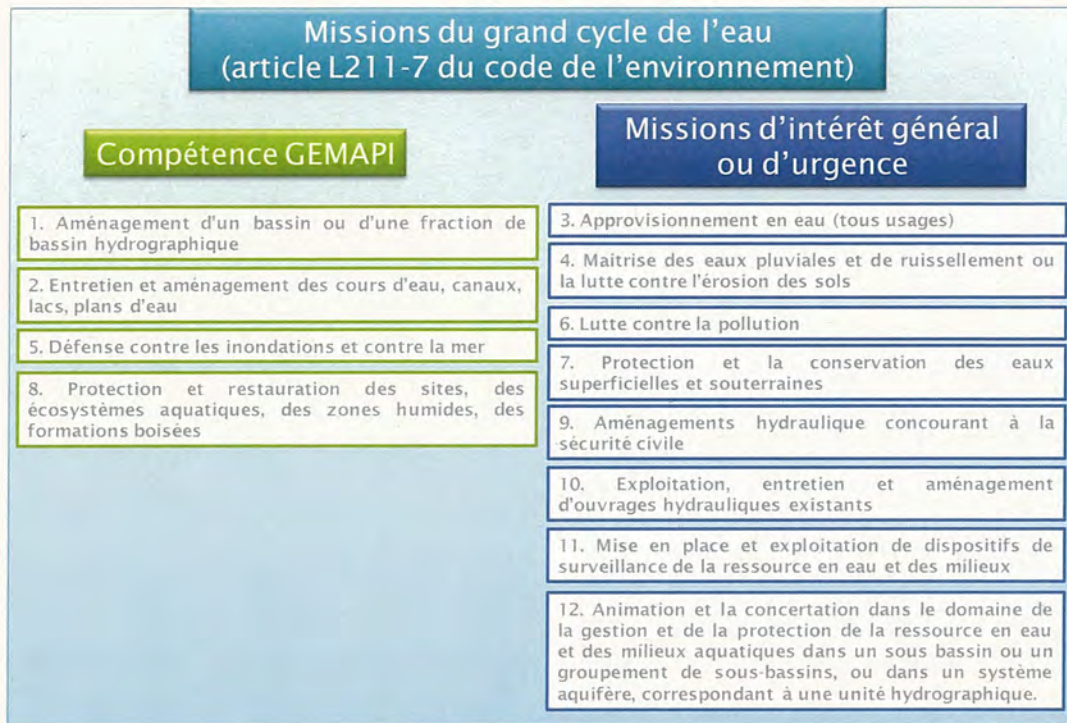 Missions du grand cycle de l'eau
(article L211-7 du code de l'environnement)
Compétence GEMAPI
1. Aménagement d'un bassin ou d'une fraction de
bassin hydrographique
2. Entretien et aménagement des cours d'eau, canaux,
lacs, plans d'eau
5. Défense contre les inondations et contre la mer
8. Protection et restauration des sites, des
écosystèmes aquatiques, des zones humides, des
formations boisées
Missions d'intérêt général
ou d'urgence
3. Approvisionnement en eau (tous usages)
4. Maitrise des eaux pluviales et de ruissellement ou
la lutte contre l'érosion des sols
6. Lutte contre la pollution
7. Protection et la conservation des eaux
superficielles et souterraines
9. Aménagements hydraulique concourant à la
sécurité civile
10. Exploitation, entretien et aménagement
d'ouvrages hydrauliques existants
11. Mise en place et exploitation de dispositifs de
surveillance de la ressource en eau et des milieux
12. Animation et la concertation dans le domaine de
la gestion et de la protection de la ressource en eau
et des milieux aquatiques dans un sous bassin ou un
groupement de sous-bassins, ou dans un système
aquifère, correspondant à une unité hydrographique.